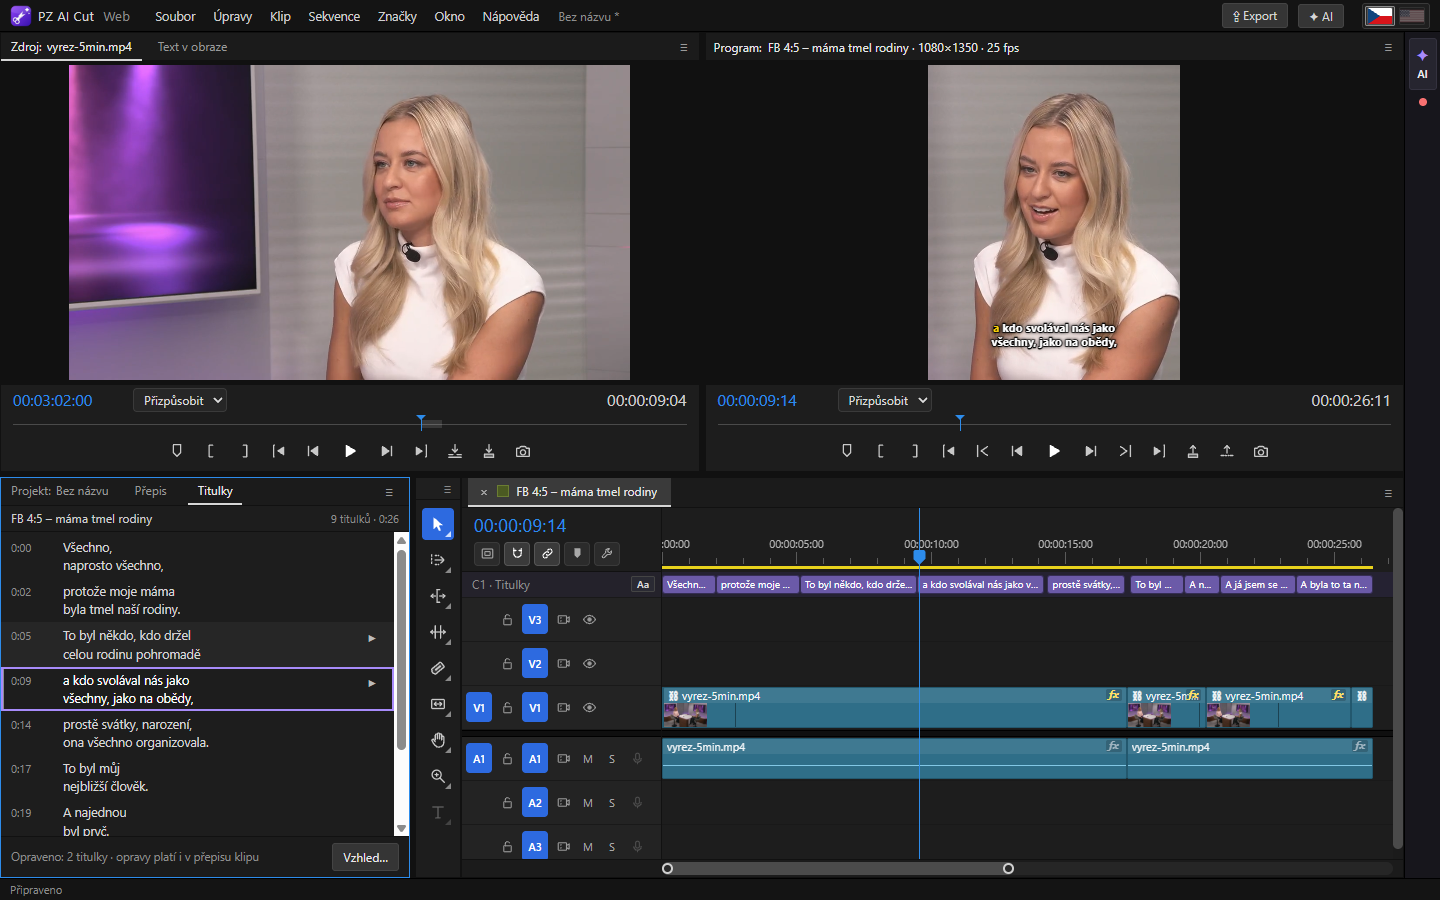 PZ AI Cut Web Soubor Úpravy Klip Sekvence Značky Okno Nápověda Bez názvu * Export AI
Zdroj: vyrez-5min.mp4 Text v obraze
Program: FB 4:5 – máma tmel rodiny · 1080×1350 · 25 fps
AI
a kdo svolával nás jako
všechny, jako na obědy,
00:03:02:00 Přizpůsobit 00:00:09:04
00:00:09:14 Přizpůsobit 00:00:26:11
Projekt: Bez názvu Přepis Titulky
FB 4:5 – máma tmel rodiny 9 titulků · 0:26
0:00 Všechno,
naprosto všechno,
0:02 protože moje máma
byla tmel naší rodiny.
0:05 To byl někdo, kdo držel
celou rodinu pohromadě
0:09 a kdo svolával nás jako
všechny, jako na obědy,
0:14 prostě svátky, narození,
ona všechno organizovala.
0:17 To byl můj
nejbližší člověk.
0:19 A najednou
byl pryč.
Opraveno: 2 titulky · opravy platí i v přepisu klipu Vzhled...
× FB 4:5 – máma tmel rodiny
00:00:09:14
:00:00 00:00:05:00 00:00:10:00 00:00:15:00 00:00:20:00 00:00:25:00
C1 · Titulky Aa Všechn... protože moje ... To byl někdo, kdo drže... a kdo svolával nás jako v... prostě svátky,... To byl ... A n... A já jsem se ... A byla to ta n...
V3
V2
V1 V1 vyrez-5min.mp4 fx vyrez-5m fx vyrez-5min.mp4 fx
A1 A1 M S vyrez-5min.mp4 fx vyrez-5min.mp4 fx
A2 M S
A3 M S
Připraveno